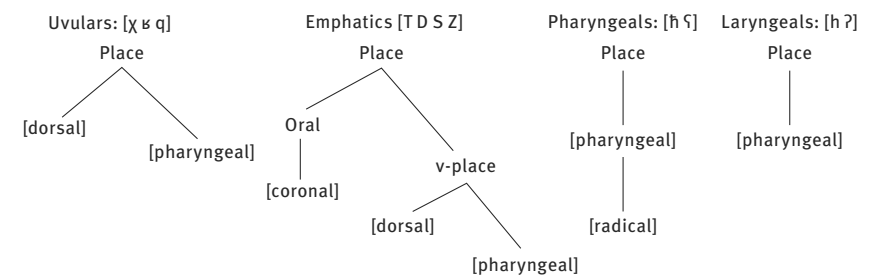 Uvulars: [χ ʁ q] Emphatics [T D S Z] Pharyngeals: [ħ ʕ] Laryngeals: [h ʔ]
Place Place Place Place
[dorsal] Oral [pharyngeal] [pharyngeal]
[pharyngeal] v-place
[coronal] [dorsal] [radical]
[pharyngeal]